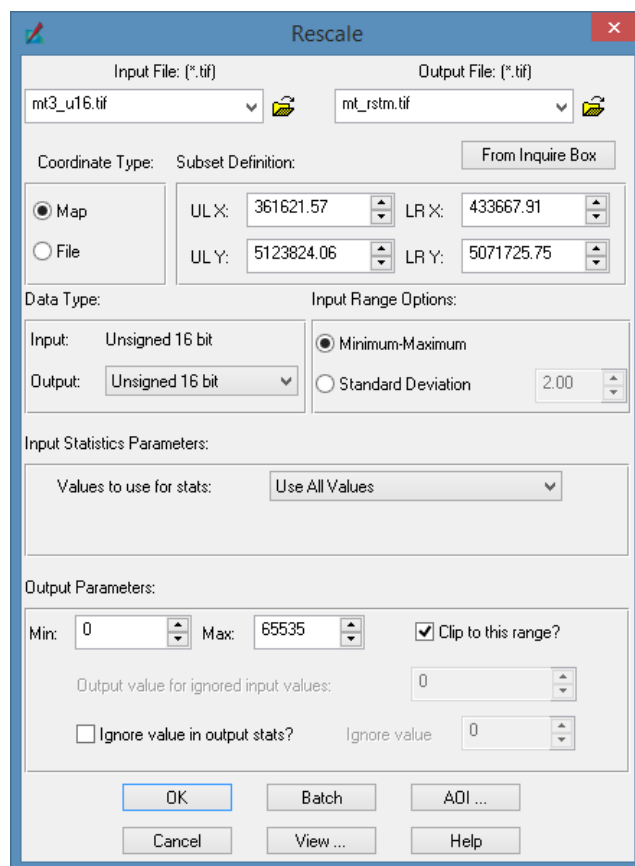 Rescale
Input File: (*.tif) Output File: (*.tif)
mt3_u16.tif mt_rstm.tif
Coordinate Type: Subset Definition: From Inquire Box
Map UL X: 361621.57 LR X: 433667.91
File UL Y: 5123824.06 LR Y: 5071725.75
Data Type: Input Range Options:
Input: Unsigned 16 bit Minimum-Maximum
Output: Unsigned 16 bit Standard Deviation 2.00
Input Statistics Parameters:
Values to use for stats: Use All Values
Output Parameters:
Min: 0 Max: 65535 Clip to this range?
Output value for ignored input values: 0
Ignore value in output stats? Ignore value 0
OK Batch AOI ...
Cancel View ... Help